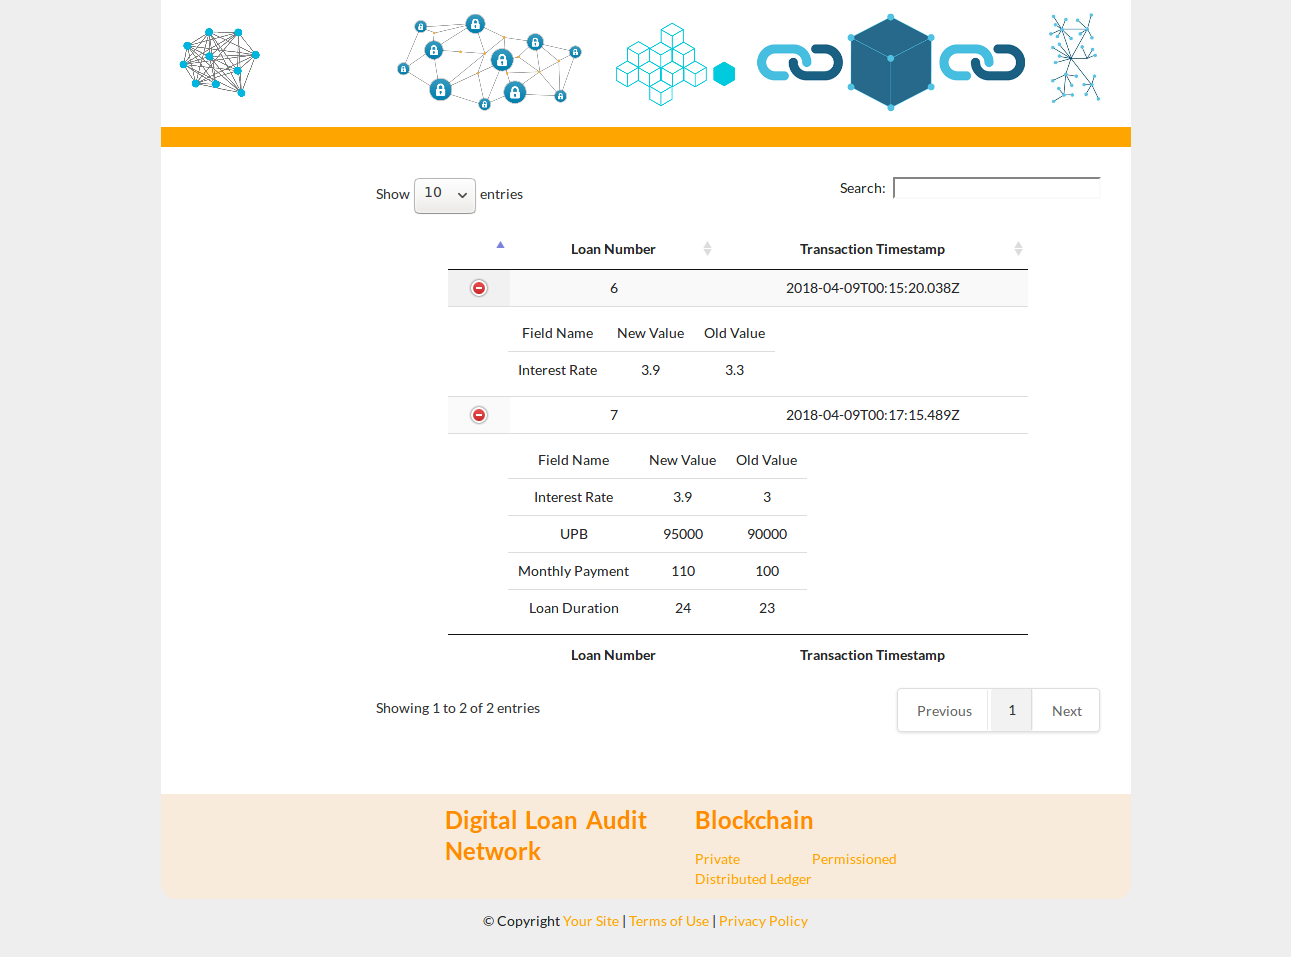 Show 10 entries Search:
Loan Number Transaction Timestamp
6 2018-04-09T00:15:20.038Z
Field Name New Value Old Value
Interest Rate 3.9 3.3
7 2018-04-09T00:17:15.489Z
Field Name New Value Old Value
Interest Rate 3.9 3
UPB 95000 90000
Monthly Payment 110 100
Loan Duration 24 23
Loan Number Transaction Timestamp
Showing 1 to 2 of 2 entries Previous 1 Next
Digital Loan Audit
Network
Blockchain
Private Permissioned
Distributed Ledger
© Copyright Your Site | Terms of Use | Privacy Policy